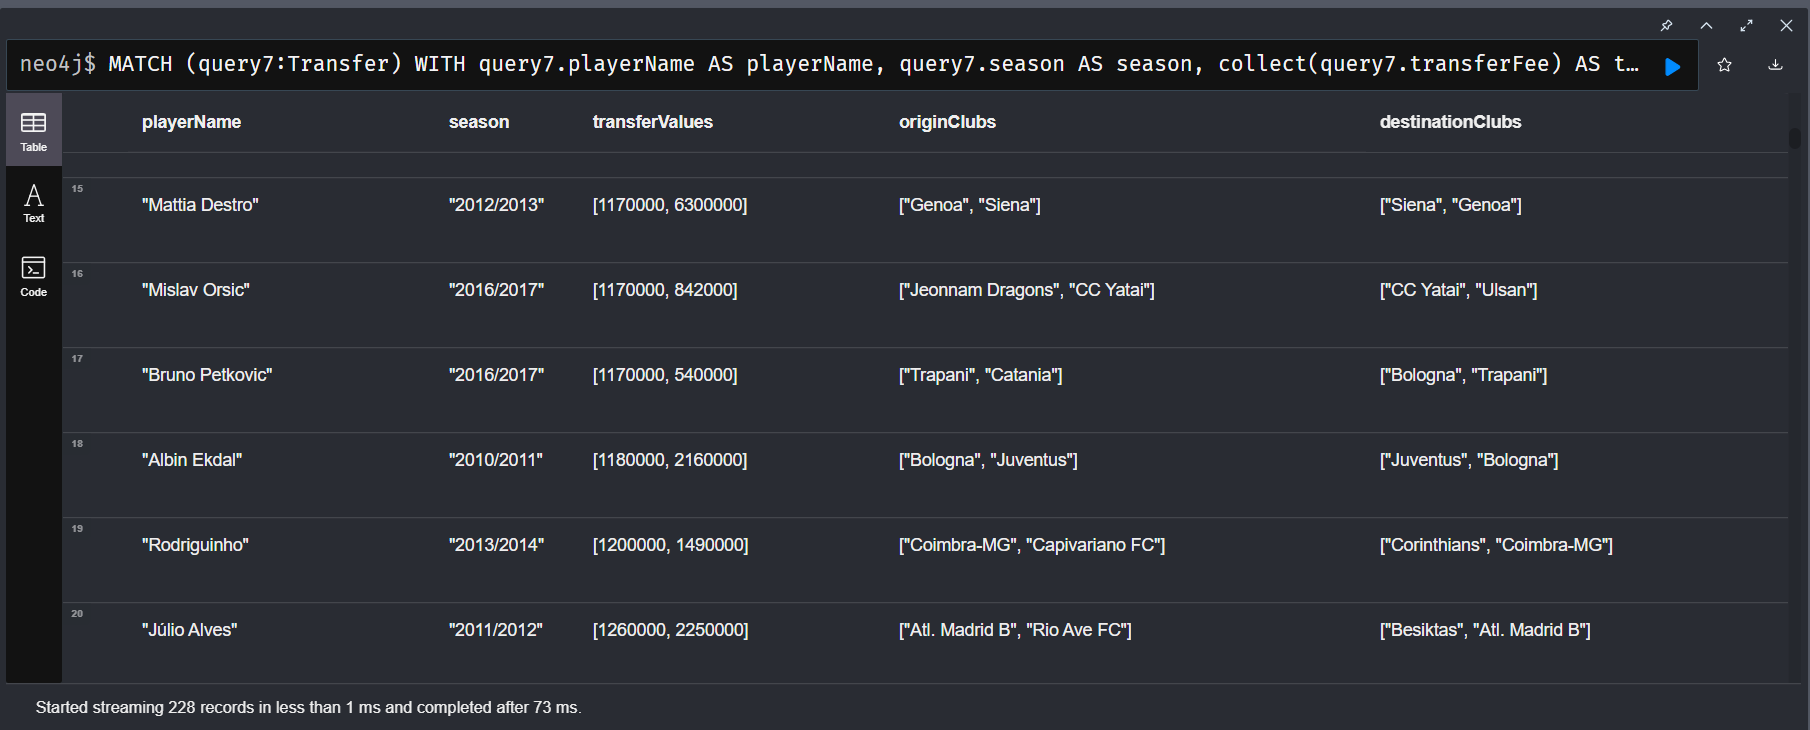 neo4j$ MATCH (query7:Transfer) WITH query7.playerName AS playerName, query7.season AS season, collect(query7.transferFee) AS t…
Table
Text
Code
playerName season transferValues originClubs destinationClubs
15 "Mattia Destro" "2012/2013" [1170000, 6300000] ["Genoa", "Siena"] ["Siena", "Genoa"]
16 "Mislav Orsic" "2016/2017" [1170000, 842000] ["Jeonnam Dragons", "CC Yatai"] ["CC Yatai", "Ulsan"]
17 "Bruno Petkovic" "2016/2017" [1170000, 540000] ["Trapani", "Catania"] ["Bologna", "Trapani"]
18 "Albin Ekdal" "2010/2011" [1180000, 2160000] ["Bologna", "Juventus"] ["Juventus", "Bologna"]
19 "Rodriguinho" "2013/2014" [1200000, 1490000] ["Coimbra-MG", "Capivariano FC"] ["Corinthians", "Coimbra-MG"]
20 "Júlio Alves" "2011/2012" [1260000, 2250000] ["Atl. Madrid B", "Rio Ave FC"] ["Besiktas", "Atl. Madrid B"]
Started streaming 228 records in less than 1 ms and completed after 73 ms.